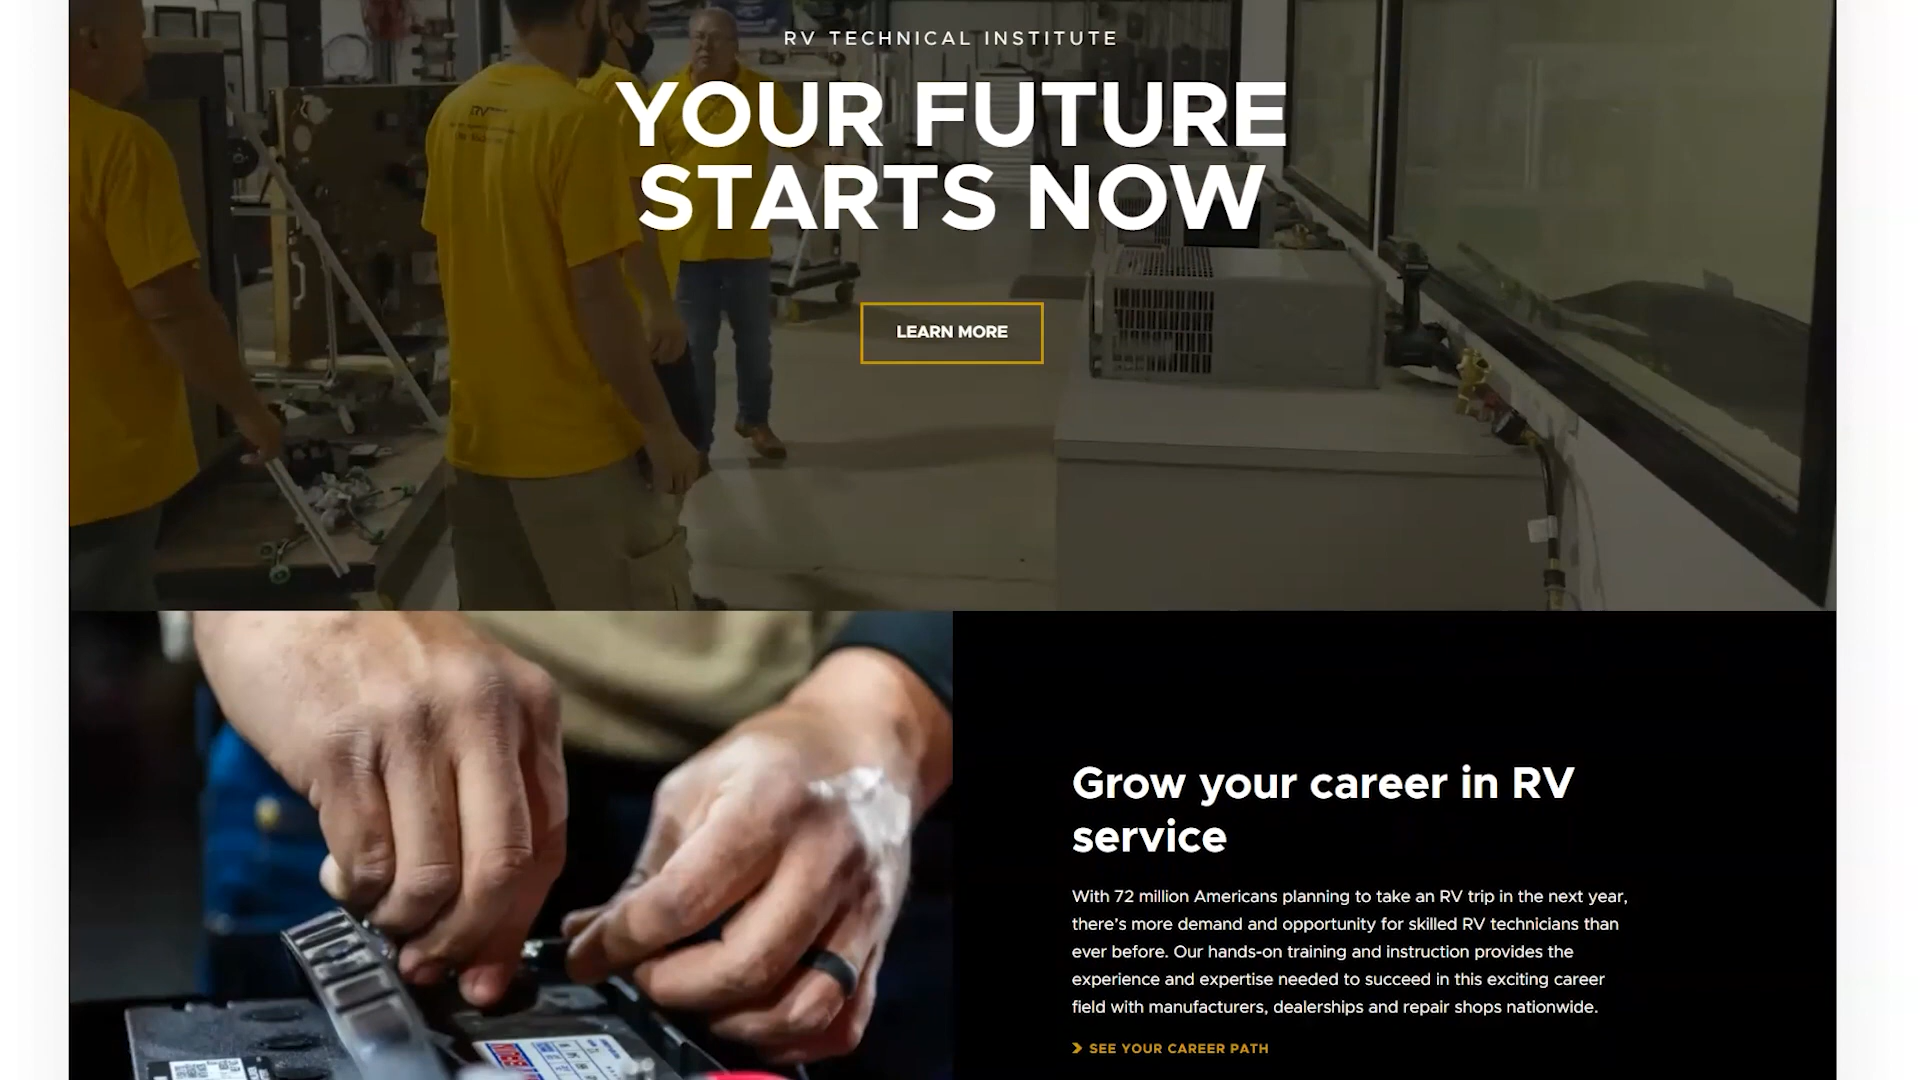 RV TECHNICAL INSTITUTE
YOUR FUTURE
STARTS NOW
LEARN MORE
Grow your career in RV
service
With 72 million Americans planning to take an RV trip in the next year,
there's more demand and opportunity for skilled RV technicians than
ever before. Our hands-on training and instruction provides the
experience and expertise needed to succeed in this exciting career
field with manufacturers, dealerships and repair shops nationwide.
SEE YOUR CAREER PATH